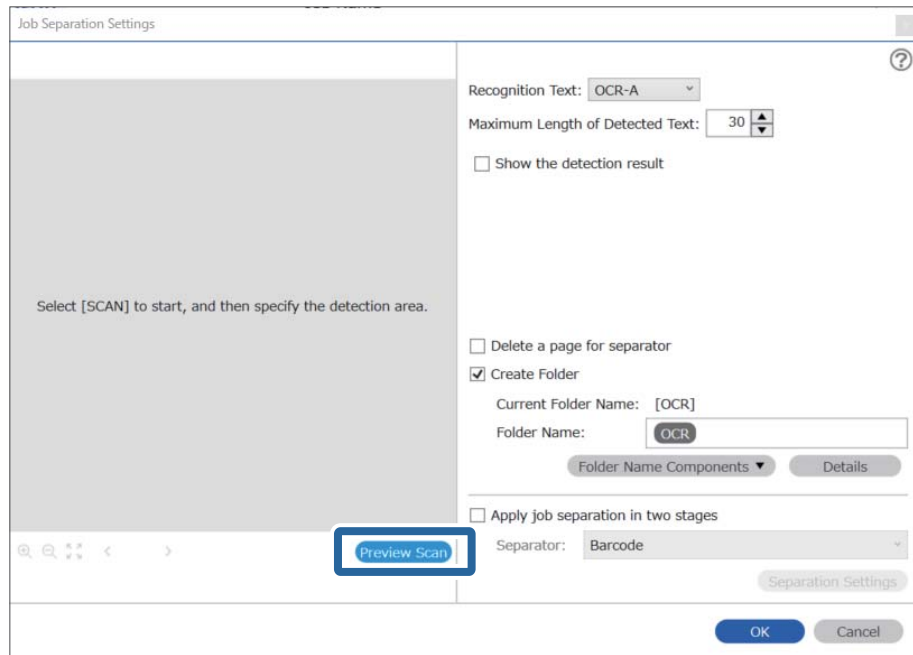 Job Separation Settings
?
Recognition Text: OCR-A
Maximum Length of Detected Text: 30
Show the detection result
Select [SCAN] to start, and then specify the detection area.
Delete a page for separator
Create Folder
Current Folder Name: [OCR]
Folder Name: OCR
Folder Name Components ▼ Details
Apply job separation in two stages
Preview Scan
Separator: Barcode
Separation Settings
OK Cancel